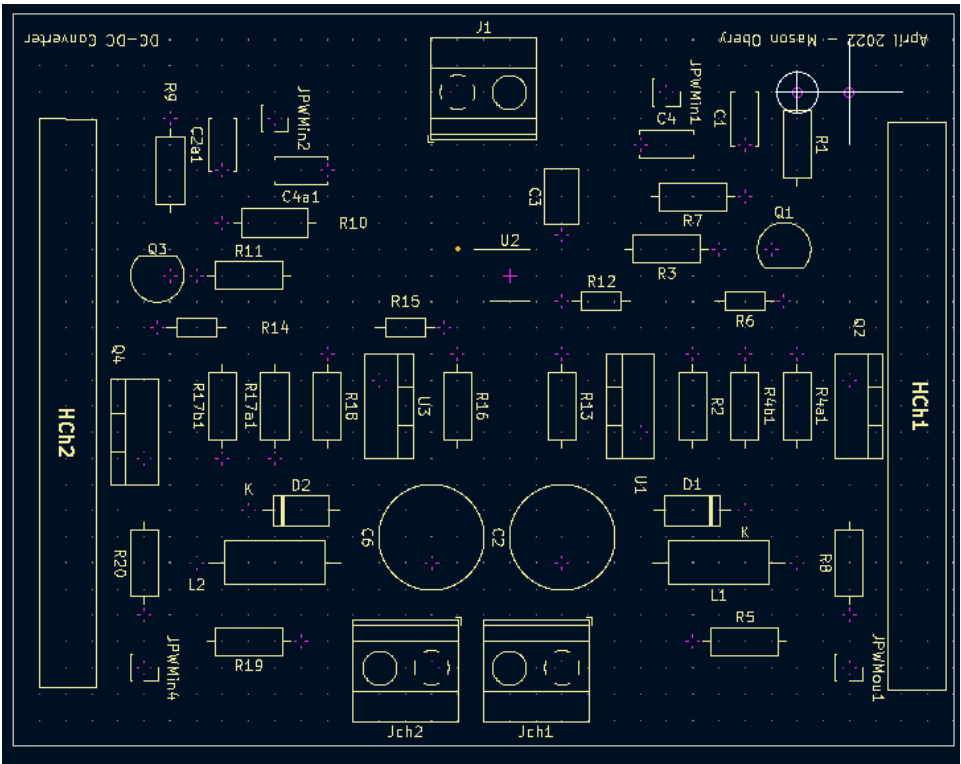 J1
DC-DC Converter
April 2022 - Mason Obery
R9
JPWMin2
C2a1
C4a1
R10
JPWMin1
C4
C1
R1
C3
R7
Q1
Q3
R11
U2
R3
R12
R15
R14
R6
Q4
Q2
HCh2
R17b1
R17a1
R18
U3
R16
R13
R2
R4b1
R4a1
HCh1
K
D2
U1
D1
C6
C2
K
R20
L2
L1
R8
R19
R5
JPWMin4
JPWMou1
Jch2
Jch1